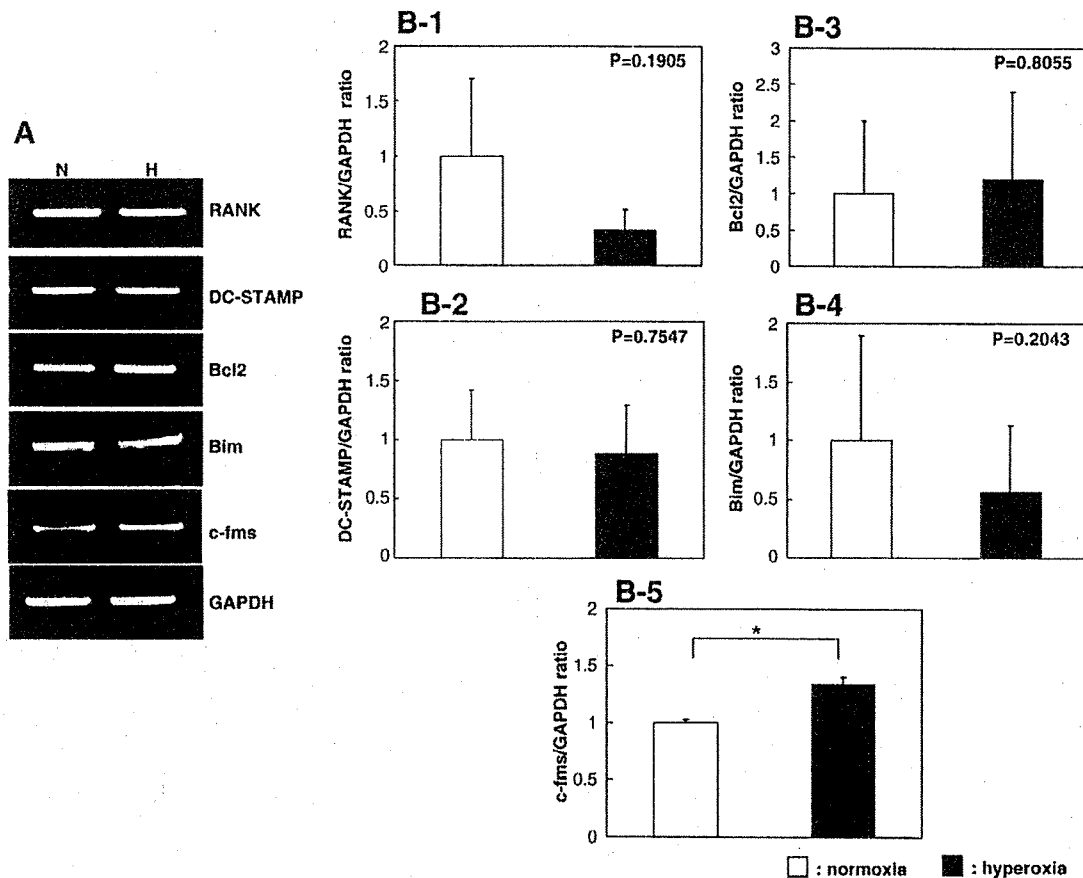 A
N H
RANK
DC-STAMP
Bcl2
Bim
c-fms
GAPDH
B-1
2
1.5
1
0.5
0
RANK/GAPDH ratio
P=0.1905
B-3
3
2.5
2
1.5
1
0.5
0
Bcl2/GAPDH ratio
P=0.8055
B-2
2
1.5
1
0.5
0
DC-STAMP/GAPDH ratio
P=0.7547
B-4
2
1.5
1
0.5
0
Bim/GAPDH ratio
P=0.2043
B-5
2
1.5
1
0.5
0
c-fms/GAPDH ratio
*
: normoxia : hyperoxia